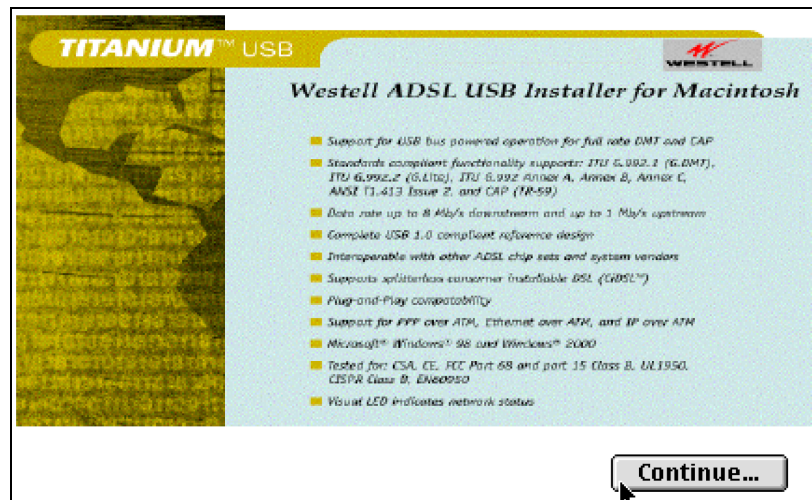 TITANIUM™ USB
WESTELL
Westell ADSL USB Installer for Macintosh
Support for USB bus powered operation for full rate DMT and CAP
Standards compliant functionality supports: ITU G.992.1 (G.DMT),
ITU G.992.2 (G.Lite), ITU G.992 Annex A, Annex B, Annex C,
ANSI T1.413 Issue 2, and CAP (TR-59)
Data rate up to 8 Mb/s downstream and up to 1 Mb/s upstream
Complete USB 1.0 compliant reference design
Interoperable with other ADSL chip sets and system vendors
Supports splitterless consumer installable DSL (CiDSL™)
Plug-and-Play compatability
Support for PPP over ATM, Ethernet over ATM, and IP over ATM
Microsoft® Windows® 98 and Windows® 2000
Tested for: CSA, CE, FCC Part 68 and part 15 Class B, UL1950,
CISPR Class B, EN60950
Visual LED indicates network status
Continue...